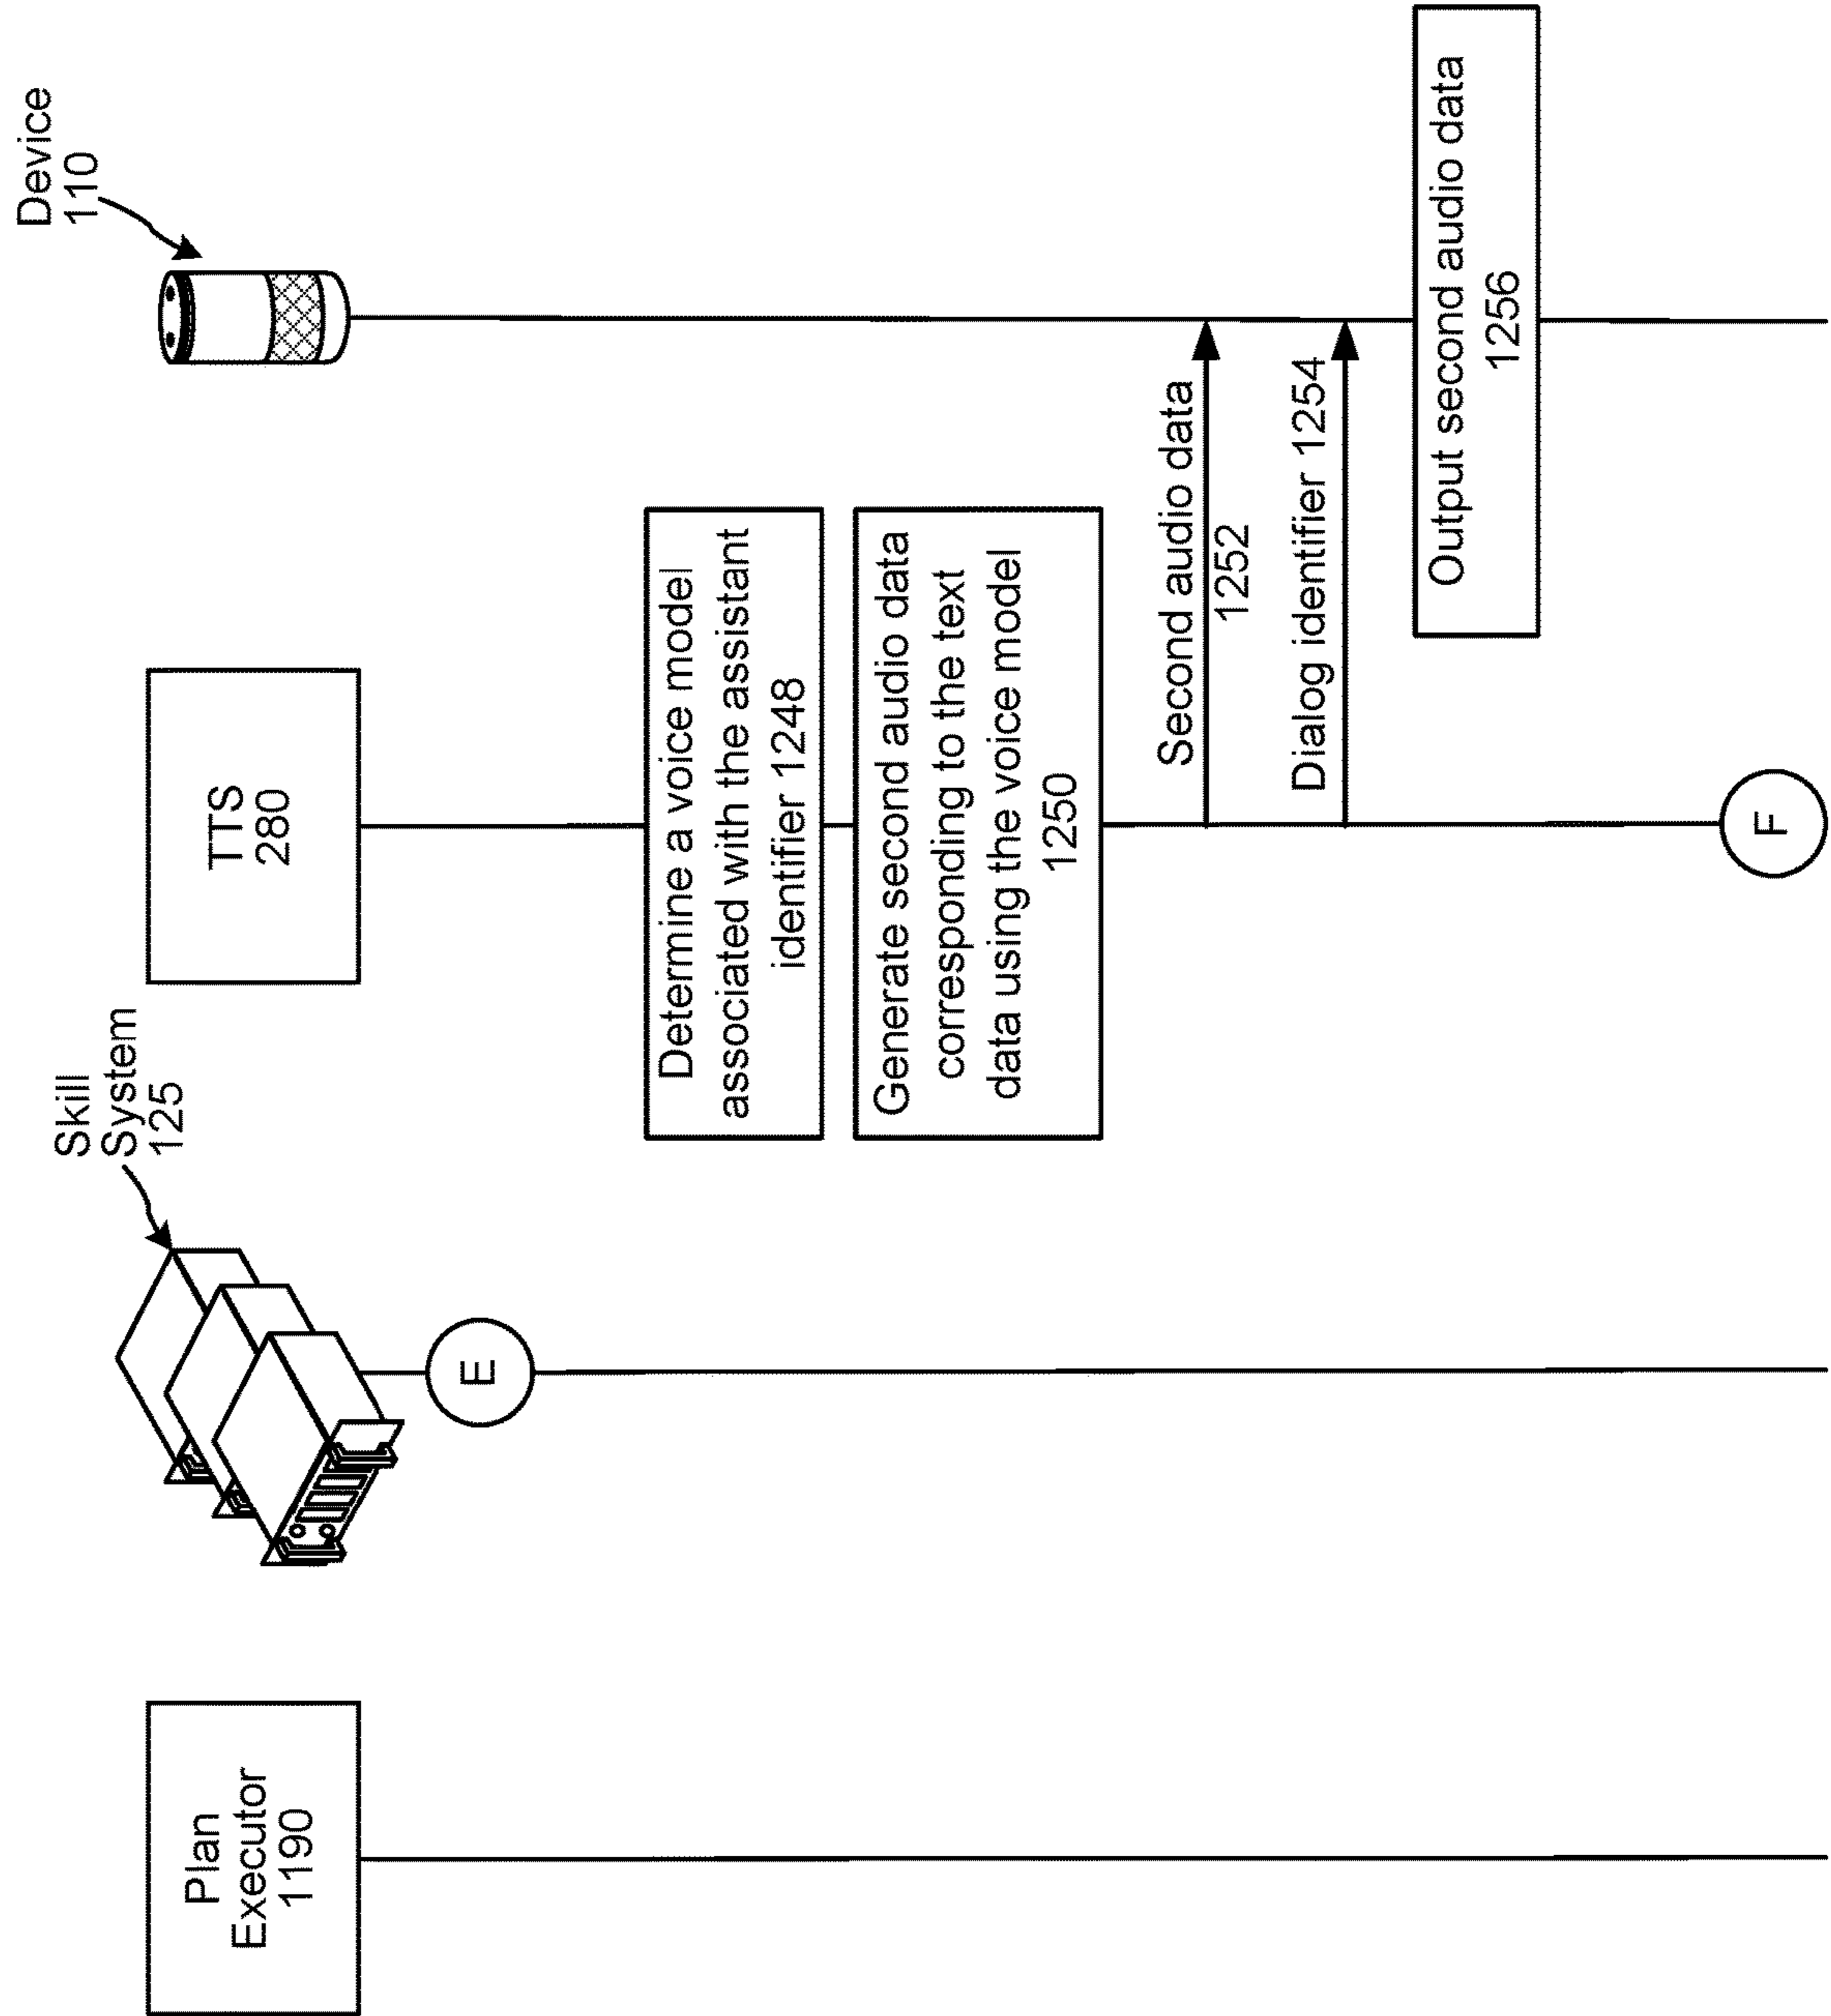 Plan
Executor
1190
Skill
System
125
TTS
280
Device
110
E
Determine a voice model
associated with the assistant
identifier 1248
Generate second audio data
corresponding to the text
data using the voice model
1250
Second audio data
1252
Dialog identifier 1254
Output second audio data
1256
F